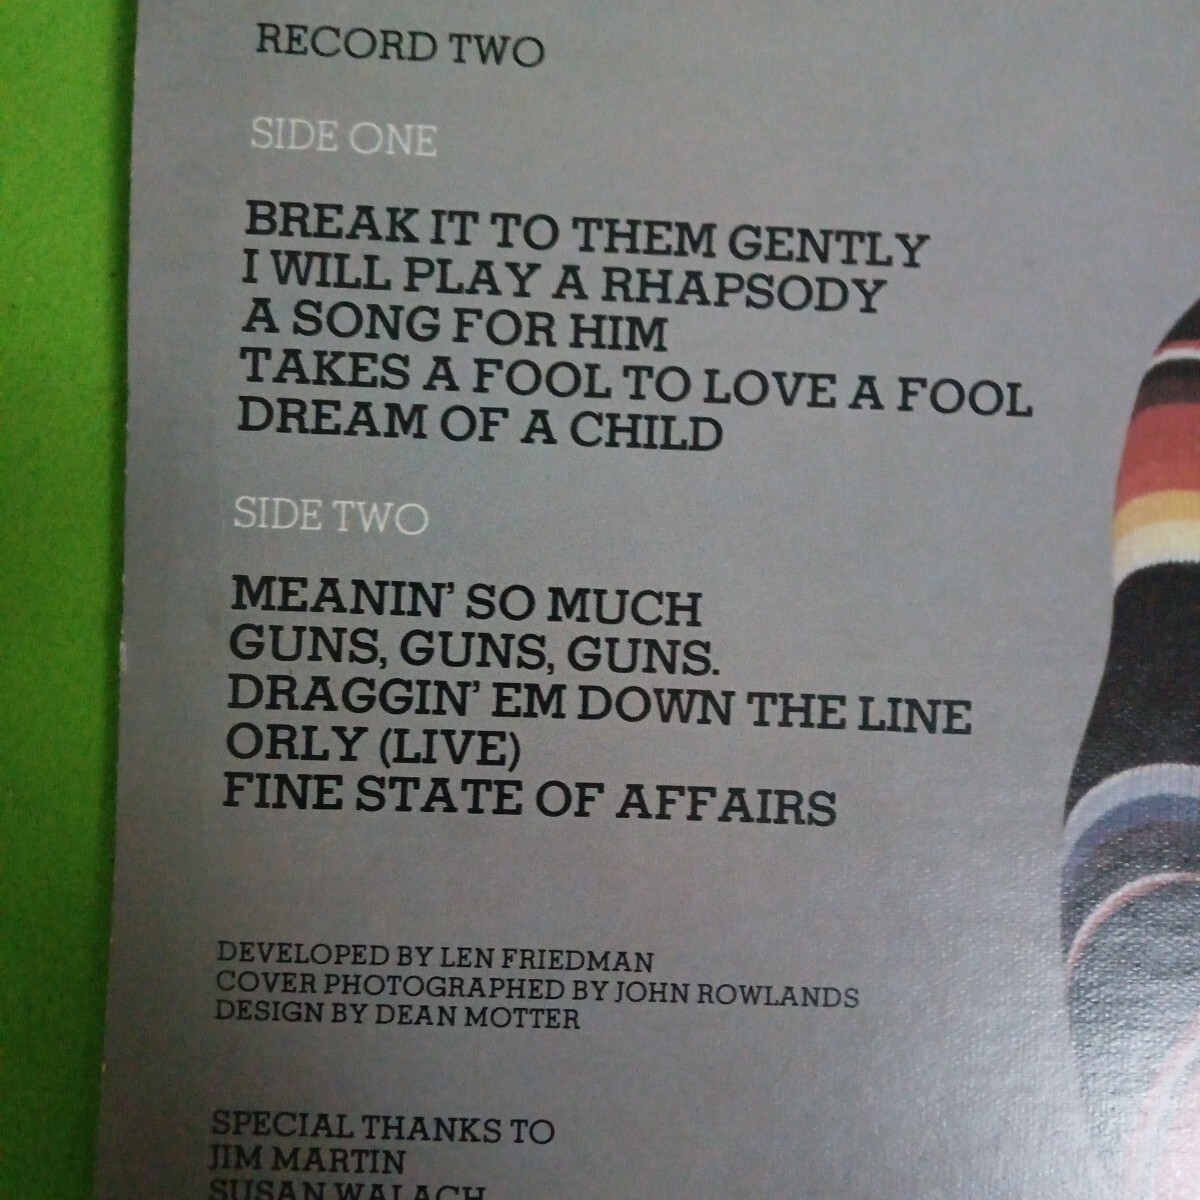 RECORD TWO
SIDE ONE
BREAK IT TO THEM GENTLY
I WILL PLAY A RHAPSODY
A SONG FOR HIM
TAKES A FOOL TO LOVE A FOOL
DREAM OF A CHILD
SIDE TWO
MEANIN' SO MUCH
GUNS, GUNS, GUNS.
DRAGGIN' EM DOWN THE LINE
ORLY (LIVE)
FINE STATE OF AFFAIRS
DEVELOPED BY LEN FRIEDMAN
COVER PHOTOGRAPHED BY JOHN ROWLANDS
DESIGN BY DEAN MOTTER
SPECIAL THANKS TO
JIM MARTIN
SUSAN WALACH